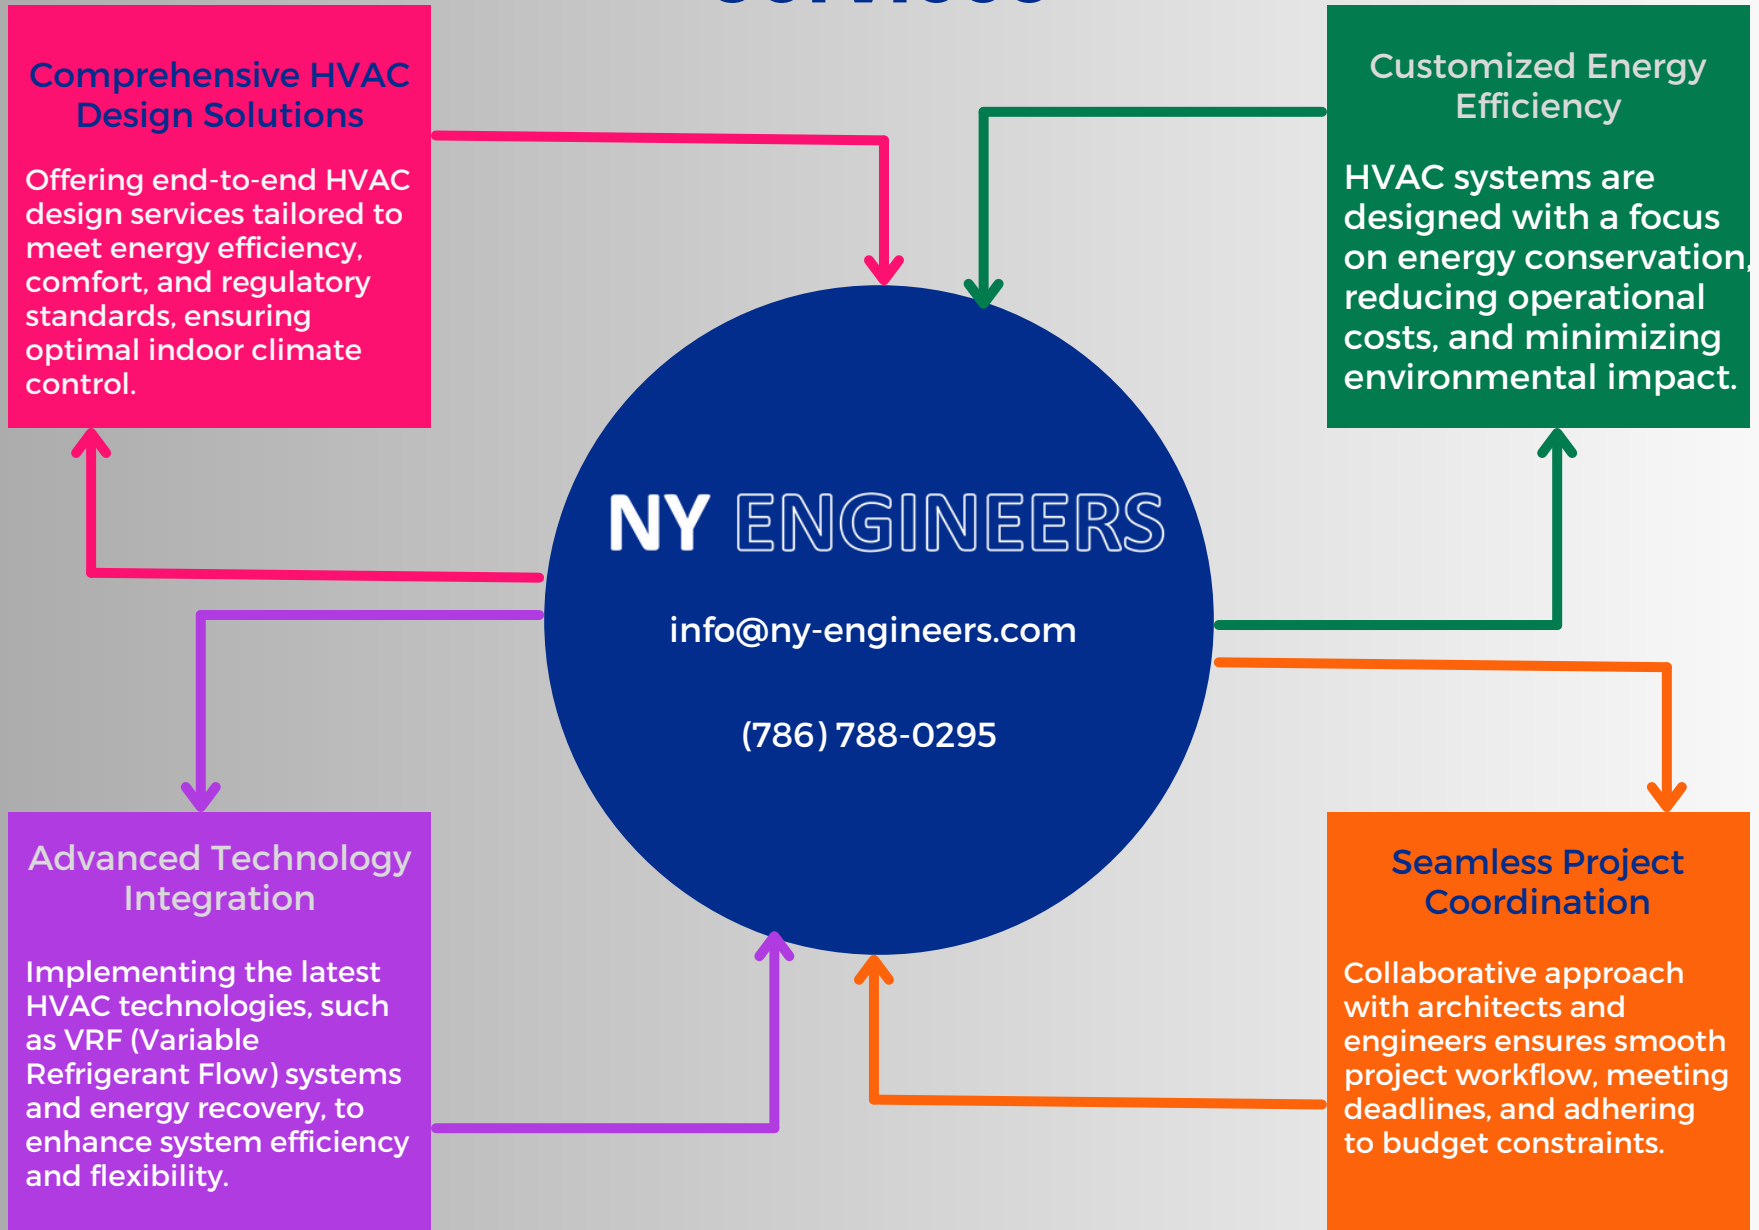 Services
Comprehensive HVAC
Design Solutions
Offering end-to-end HVAC
design services tailored to
meet energy efficiency,
comfort, and regulatory
standards, ensuring
optimal indoor climate
control.
Customized Energy
Efficiency
HVAC systems are
designed with a focus
on energy conservation,
reducing operational
costs, and minimizing
environmental impact.
NY ENGINEERS
info@ny-engineers.com
(786) 788-0295
Advanced Technology
Integration
Implementing the latest
HVAC technologies, such
as VRF (Variable
Refrigerant Flow) systems
and energy recovery, to
enhance system efficiency
and flexibility.
Seamless Project
Coordination
Collaborative approach
with architects and
engineers ensures smooth
project workflow, meeting
deadlines, and adhering
to budget constraints.